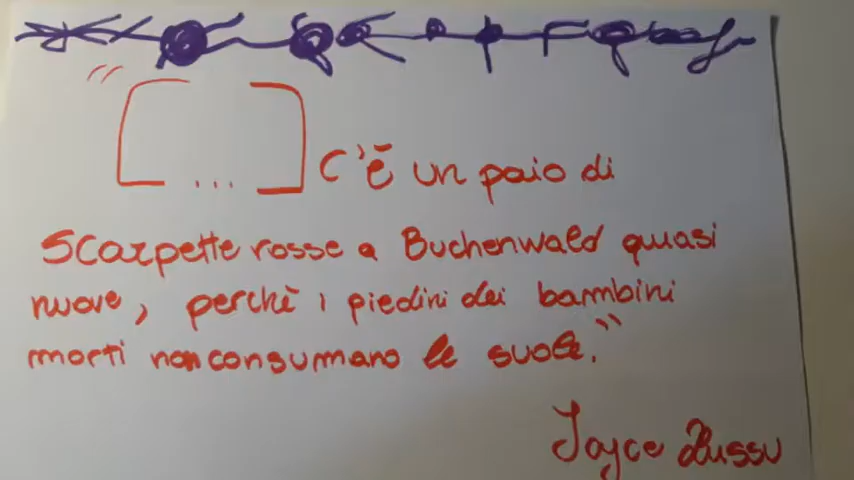 "[...] C'è un paio di
scarpette rosse a Buchenwald quasi
nuove, perchè i piedini dei bambini
morti non consumano le suole."
Joyce Lussu